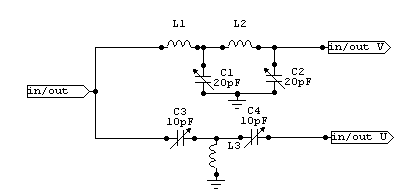 L1 L2
in/out V
C1 C2
20pF 20pF
in/out
C3 C4
10pF 10pF
in/out U
L3